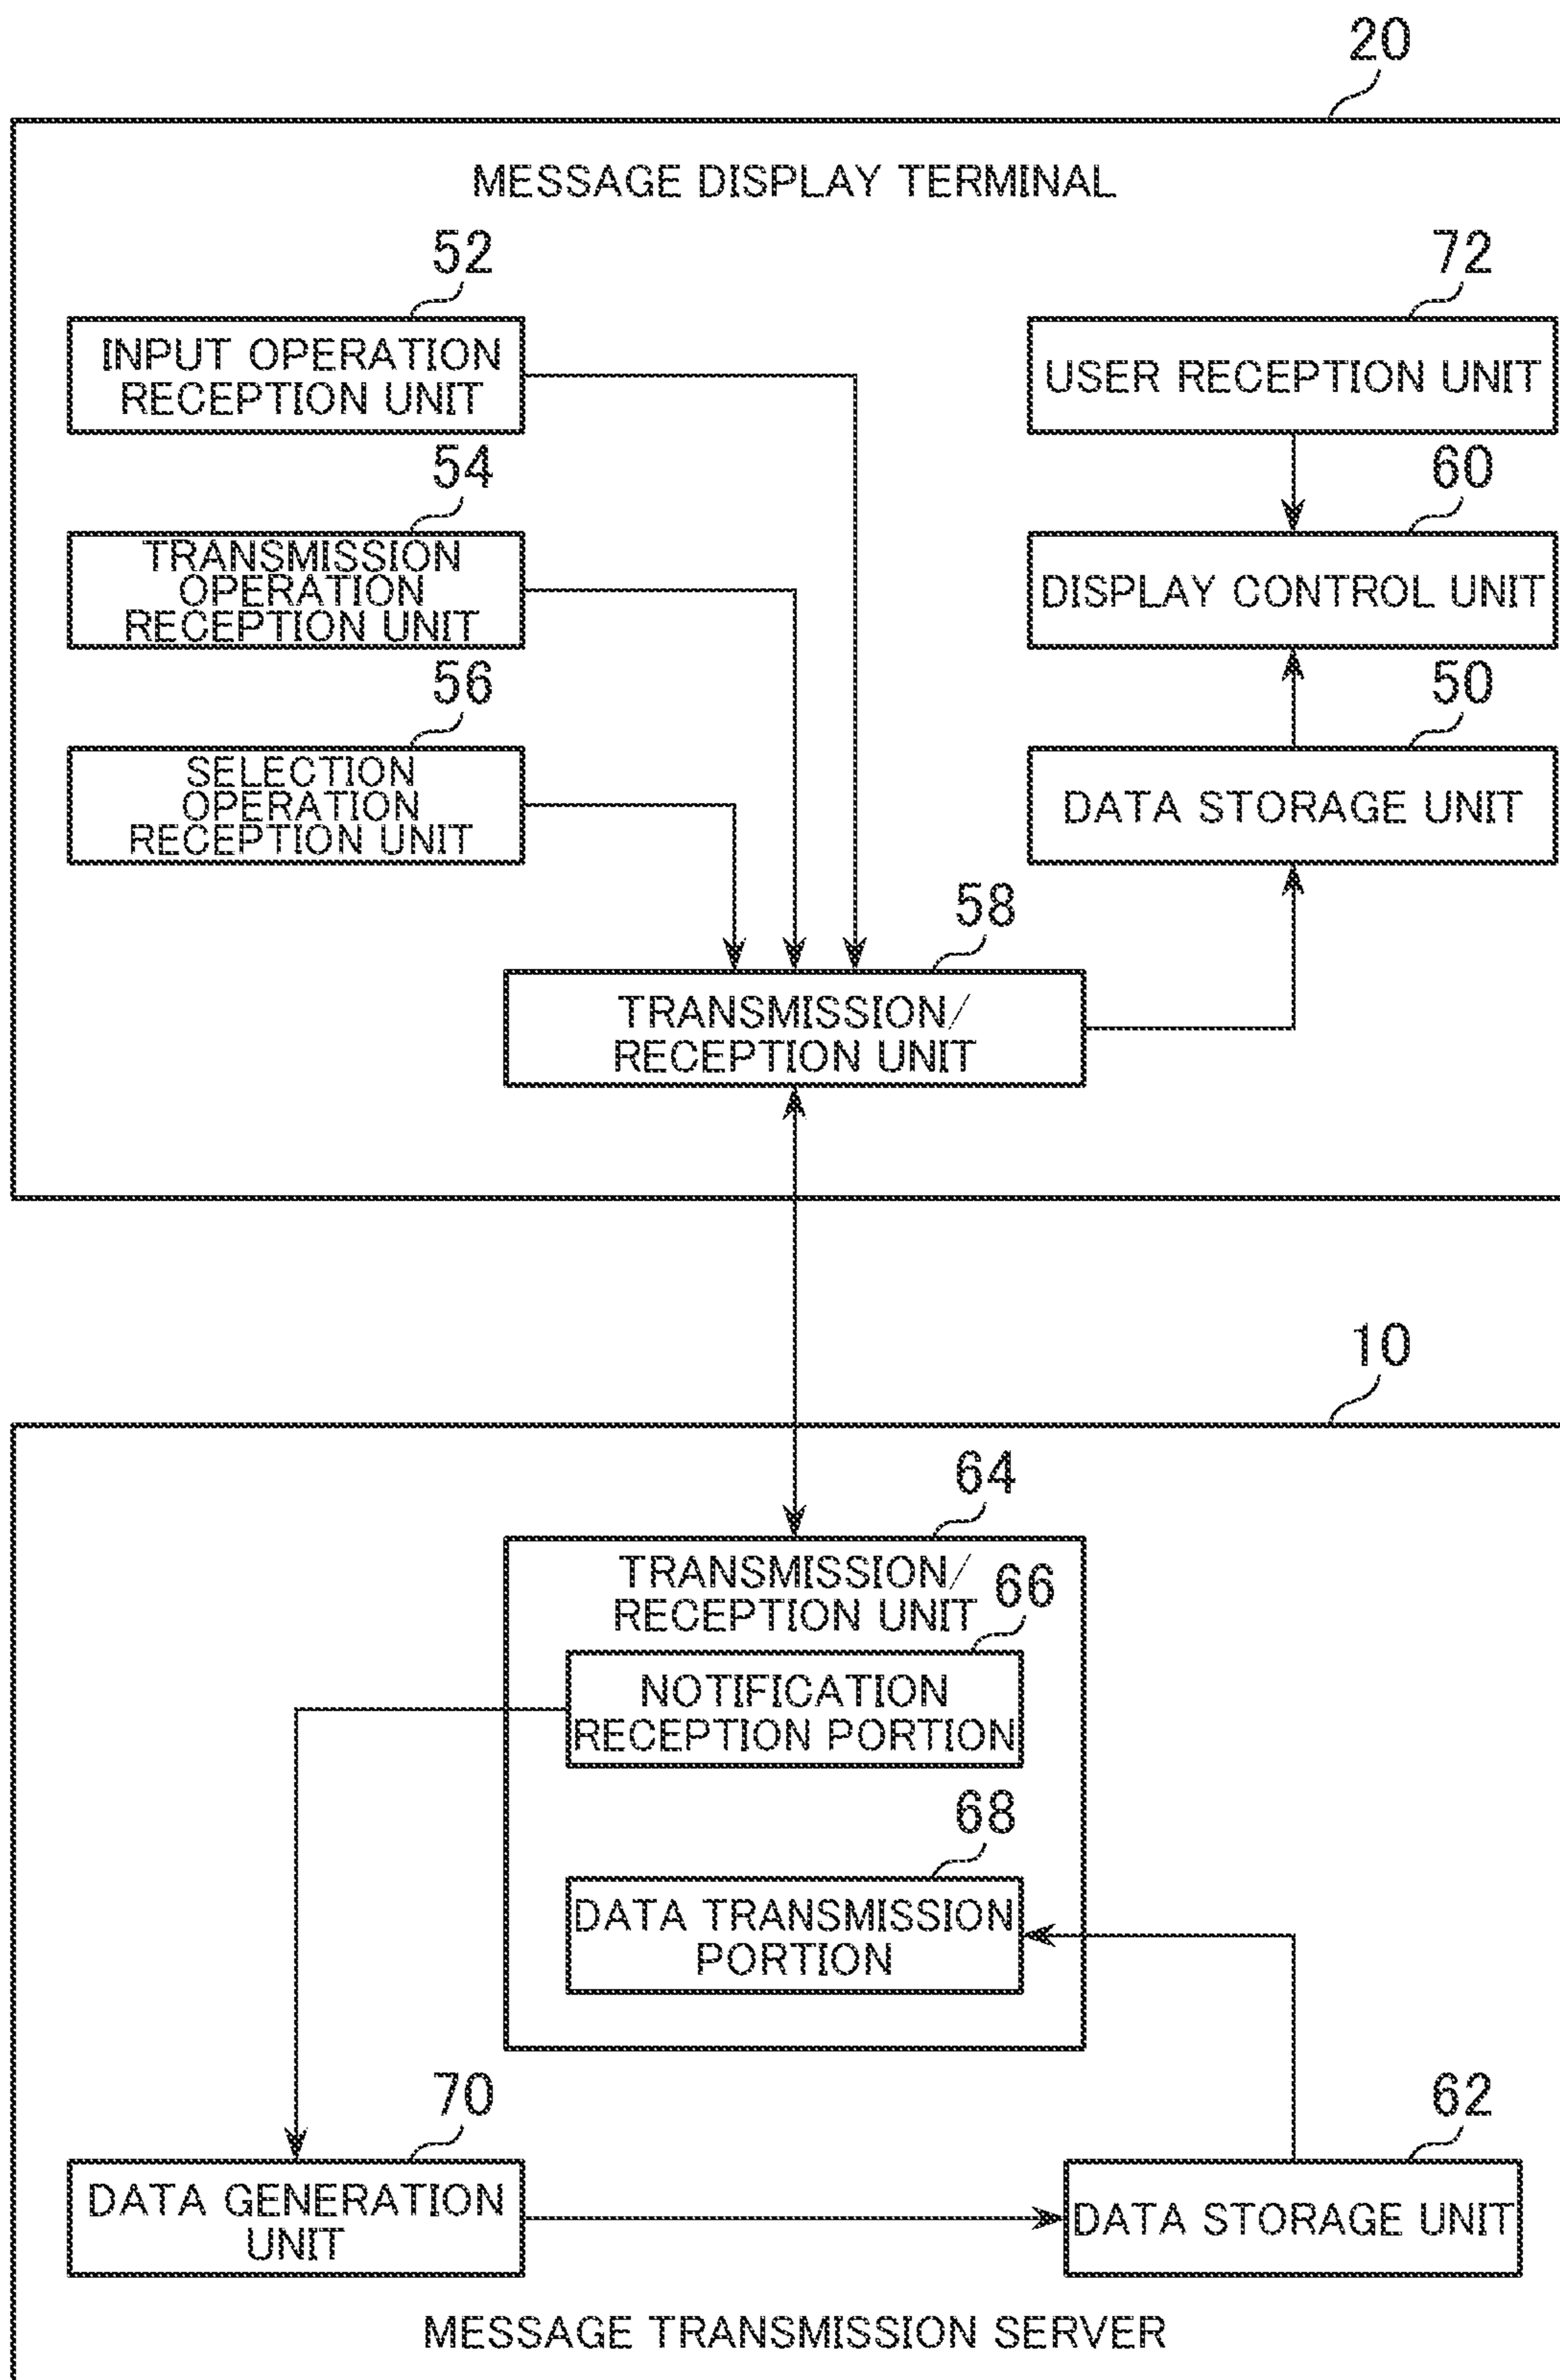 20
MESSAGE DISPLAY TERMINAL
52
INPUT OPERATION
RECEPTION UNIT
72
USER RECEPTION UNIT
54
TRANSMISSION
OPERATION
RECEPTION UNIT
60
DISPLAY CONTROL UNIT
56
SELECTION
OPERATION
RECEPTION UNIT
50
DATA STORAGE UNIT
58
TRANSMISSION/
RECEPTION UNIT
10
64
TRANSMISSION/
RECEPTION UNIT
66
NOTIFICATION
RECEPTION PORTION
68
DATA TRANSMISSION
PORTION
70
DATA GENERATION
UNIT
62
DATA STORAGE UNIT
MESSAGE TRANSMISSION SERVER